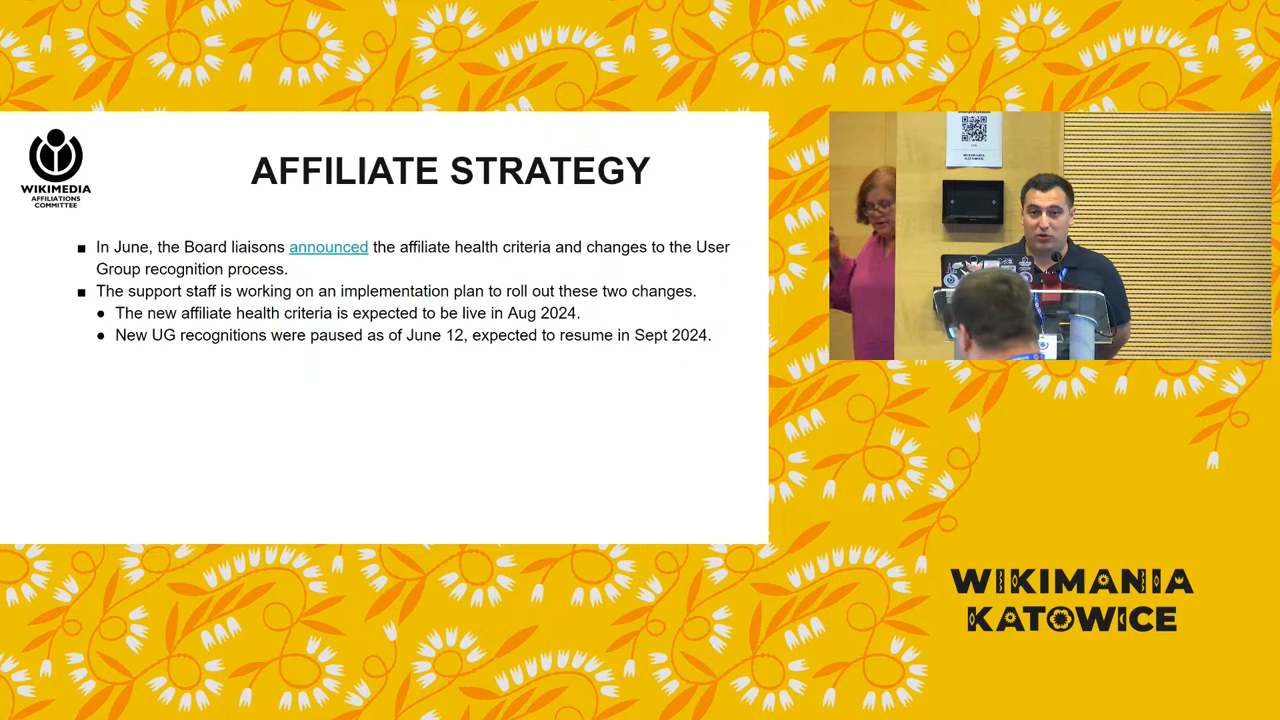 WIKIMEDIA
AFFILIATIONS
COMMITTEE
AFFILIATE STRATEGY
■ In June, the Board liaisons announced the affiliate health criteria and changes to the User
Group recognition process.
■ The support staff is working on an implementation plan to roll out these two changes.
● The new affiliate health criteria is expected to be live in Aug 2024.
● New UG recognitions were paused as of June 12, expected to resume in Sept 2024.
WIKIMANIA
KATOWICE
WIKIMANIA
KATOWICE